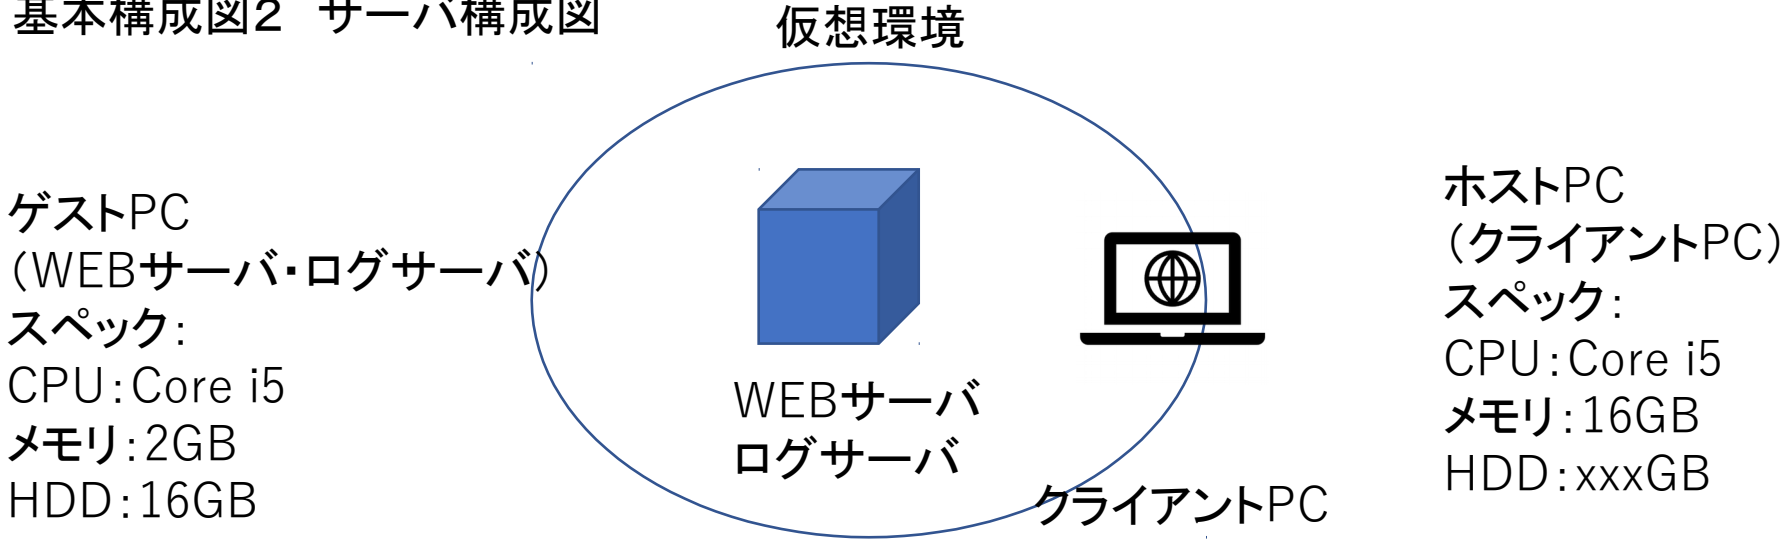 基本構成図2　サーバ構成図
仮想環境
ゲストPC
(WEBサーバ・ログサーバ)
スペック:
CPU:Core i5
メモリ:2GB
HDD:16GB
WEBサーバ
ログサーバ
クライアントPC
ホストPC
(クライアントPC)
スペック:
CPU:Core i5
メモリ:16GB
HDD:xxxGB